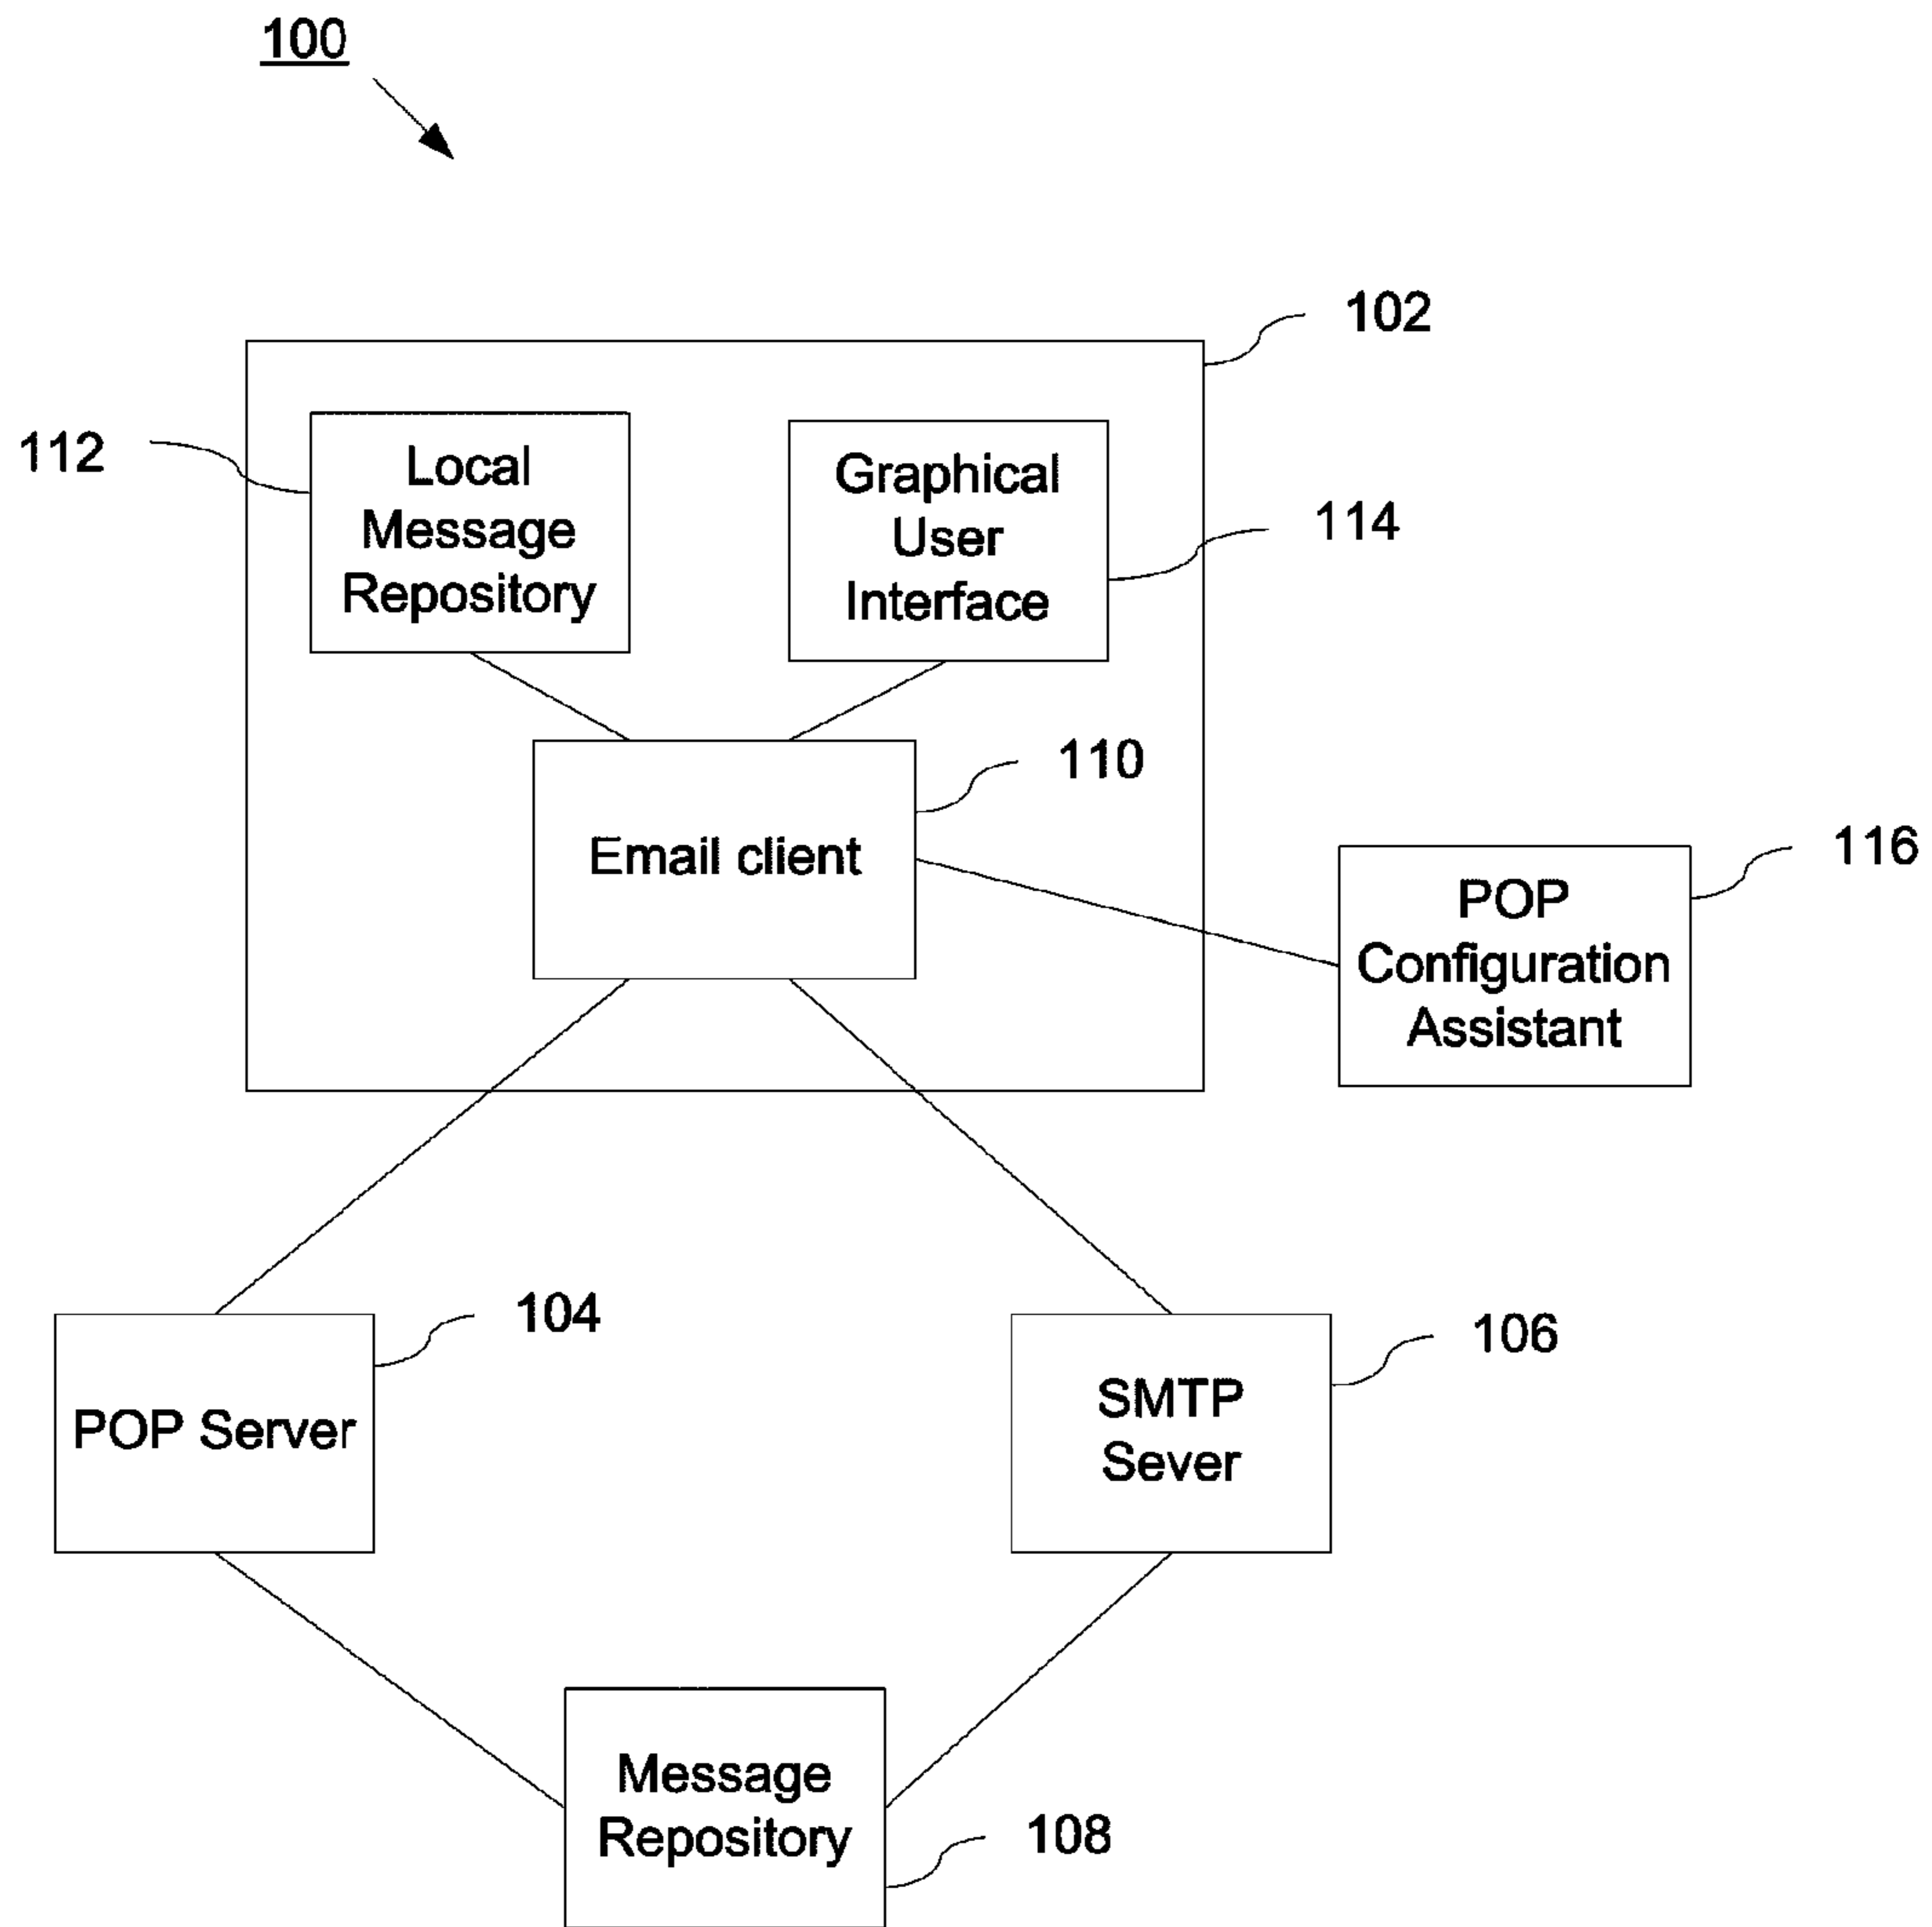 100
102
112
Local
Message
Repository
Graphical
User
Interface
114
110
Email client
116
POP
Configuration
Assistant
104
POP Server
106
SMTP
Sever
Message
Repository
108